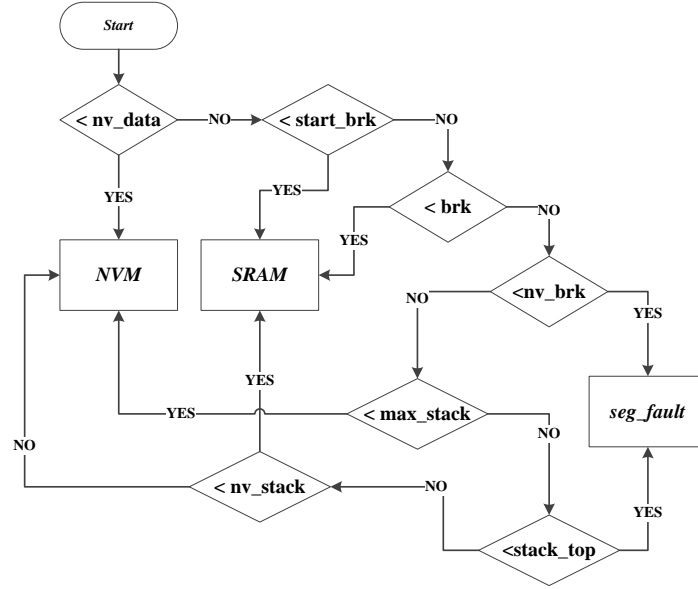 Start
< nv_data
NO
< start_brk
NO
YES
YES
< brk
NO
YES
NVM
SRAM
<nv_brk
NO
YES
YES
seg_fault
< max_stack
YES
NO
NO
< nv_stack
NO
YES
<stack_top